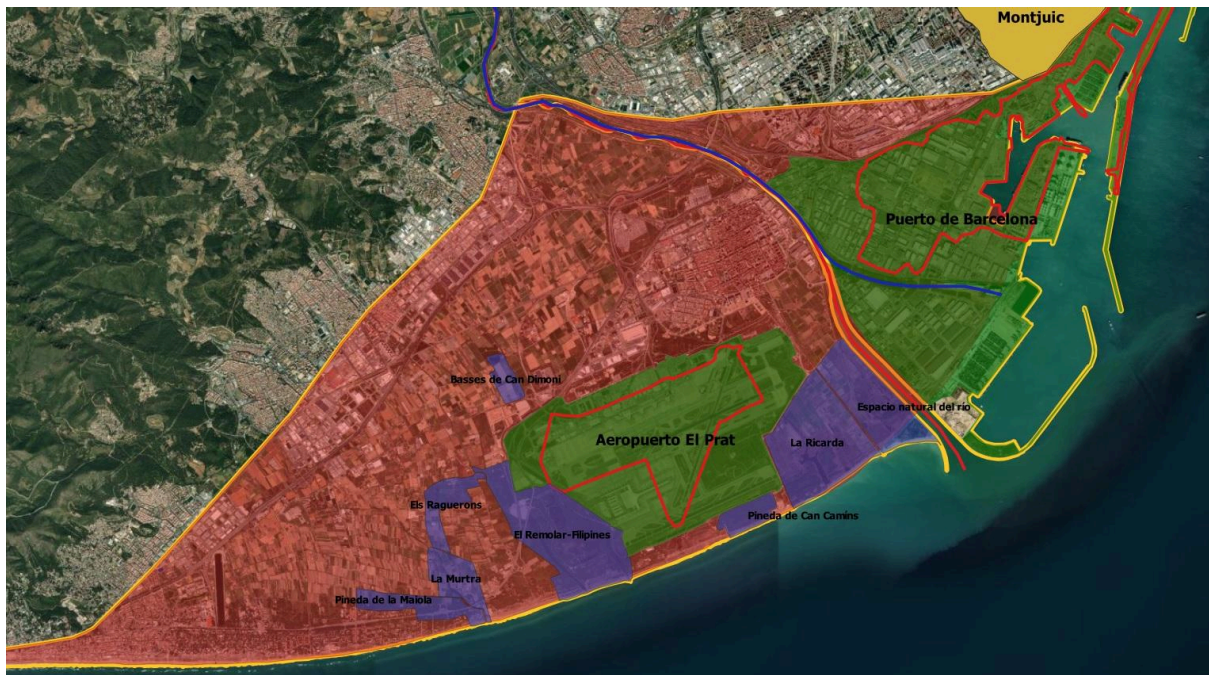 Montjuic
Puerto de Barcelona
Basses de Can Dimoni
Espacio natural del río
Aeropuerto El Prat
La Ricarda
Els Raguerons
Pineda de Can Camins
El Remolar-Filipines
La Murtra
Pineda de la Maiola